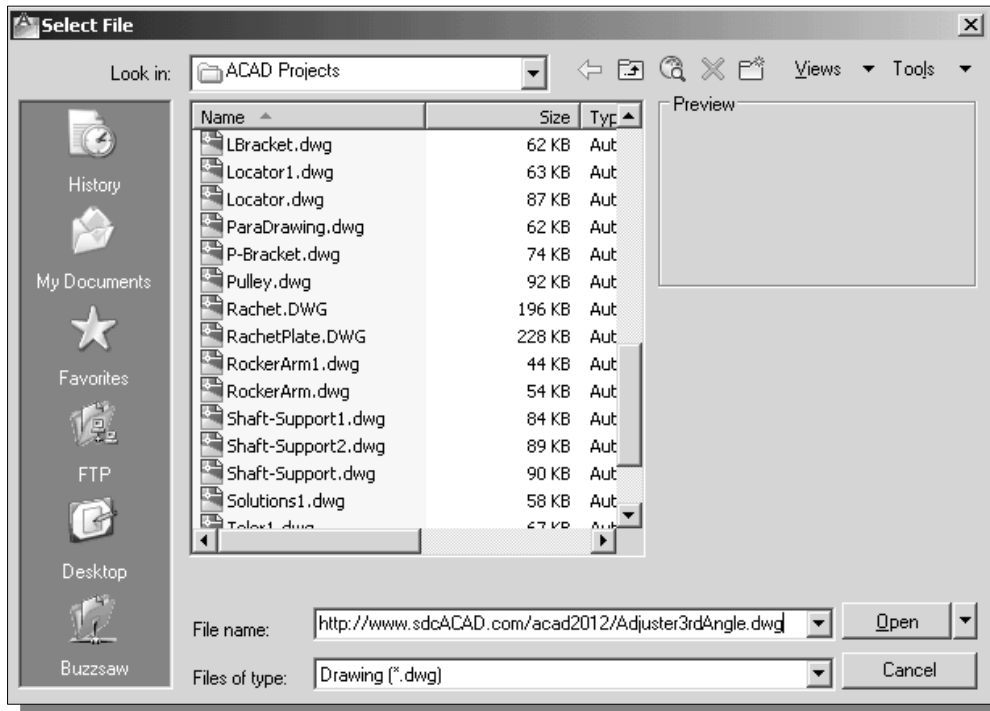 Select File
Look in: ACAD Projects Views Tools
Name Size Typ Preview
LBracket.dwg 62 KB Aut
Locator1.dwg 63 KB Aut
Locator.dwg 87 KB Aut
ParaDrawing.dwg 62 KB Aut
P-Bracket.dwg 74 KB Aut
Pulley.dwg 92 KB Aut
Rachet.DWG 196 KB Aut
RachetPlate.DWG 228 KB Aut
RockerArm1.dwg 44 KB Aut
RockerArm.dwg 54 KB Aut
Shaft-Support1.dwg 84 KB Aut
Shaft-Support2.dwg 89 KB Aut
Shaft-Support.dwg 90 KB Aut
Solutions1.dwg 58 KB Aut
67 KB Aut
History
My Documents
Favorites
FTP
Desktop
Buzzsaw
File name: http://www.sdcACAD.com/acad2012/Adjuster3rdAngle.dwg Open
Files of type: Drawing (*.dwg) Cancel